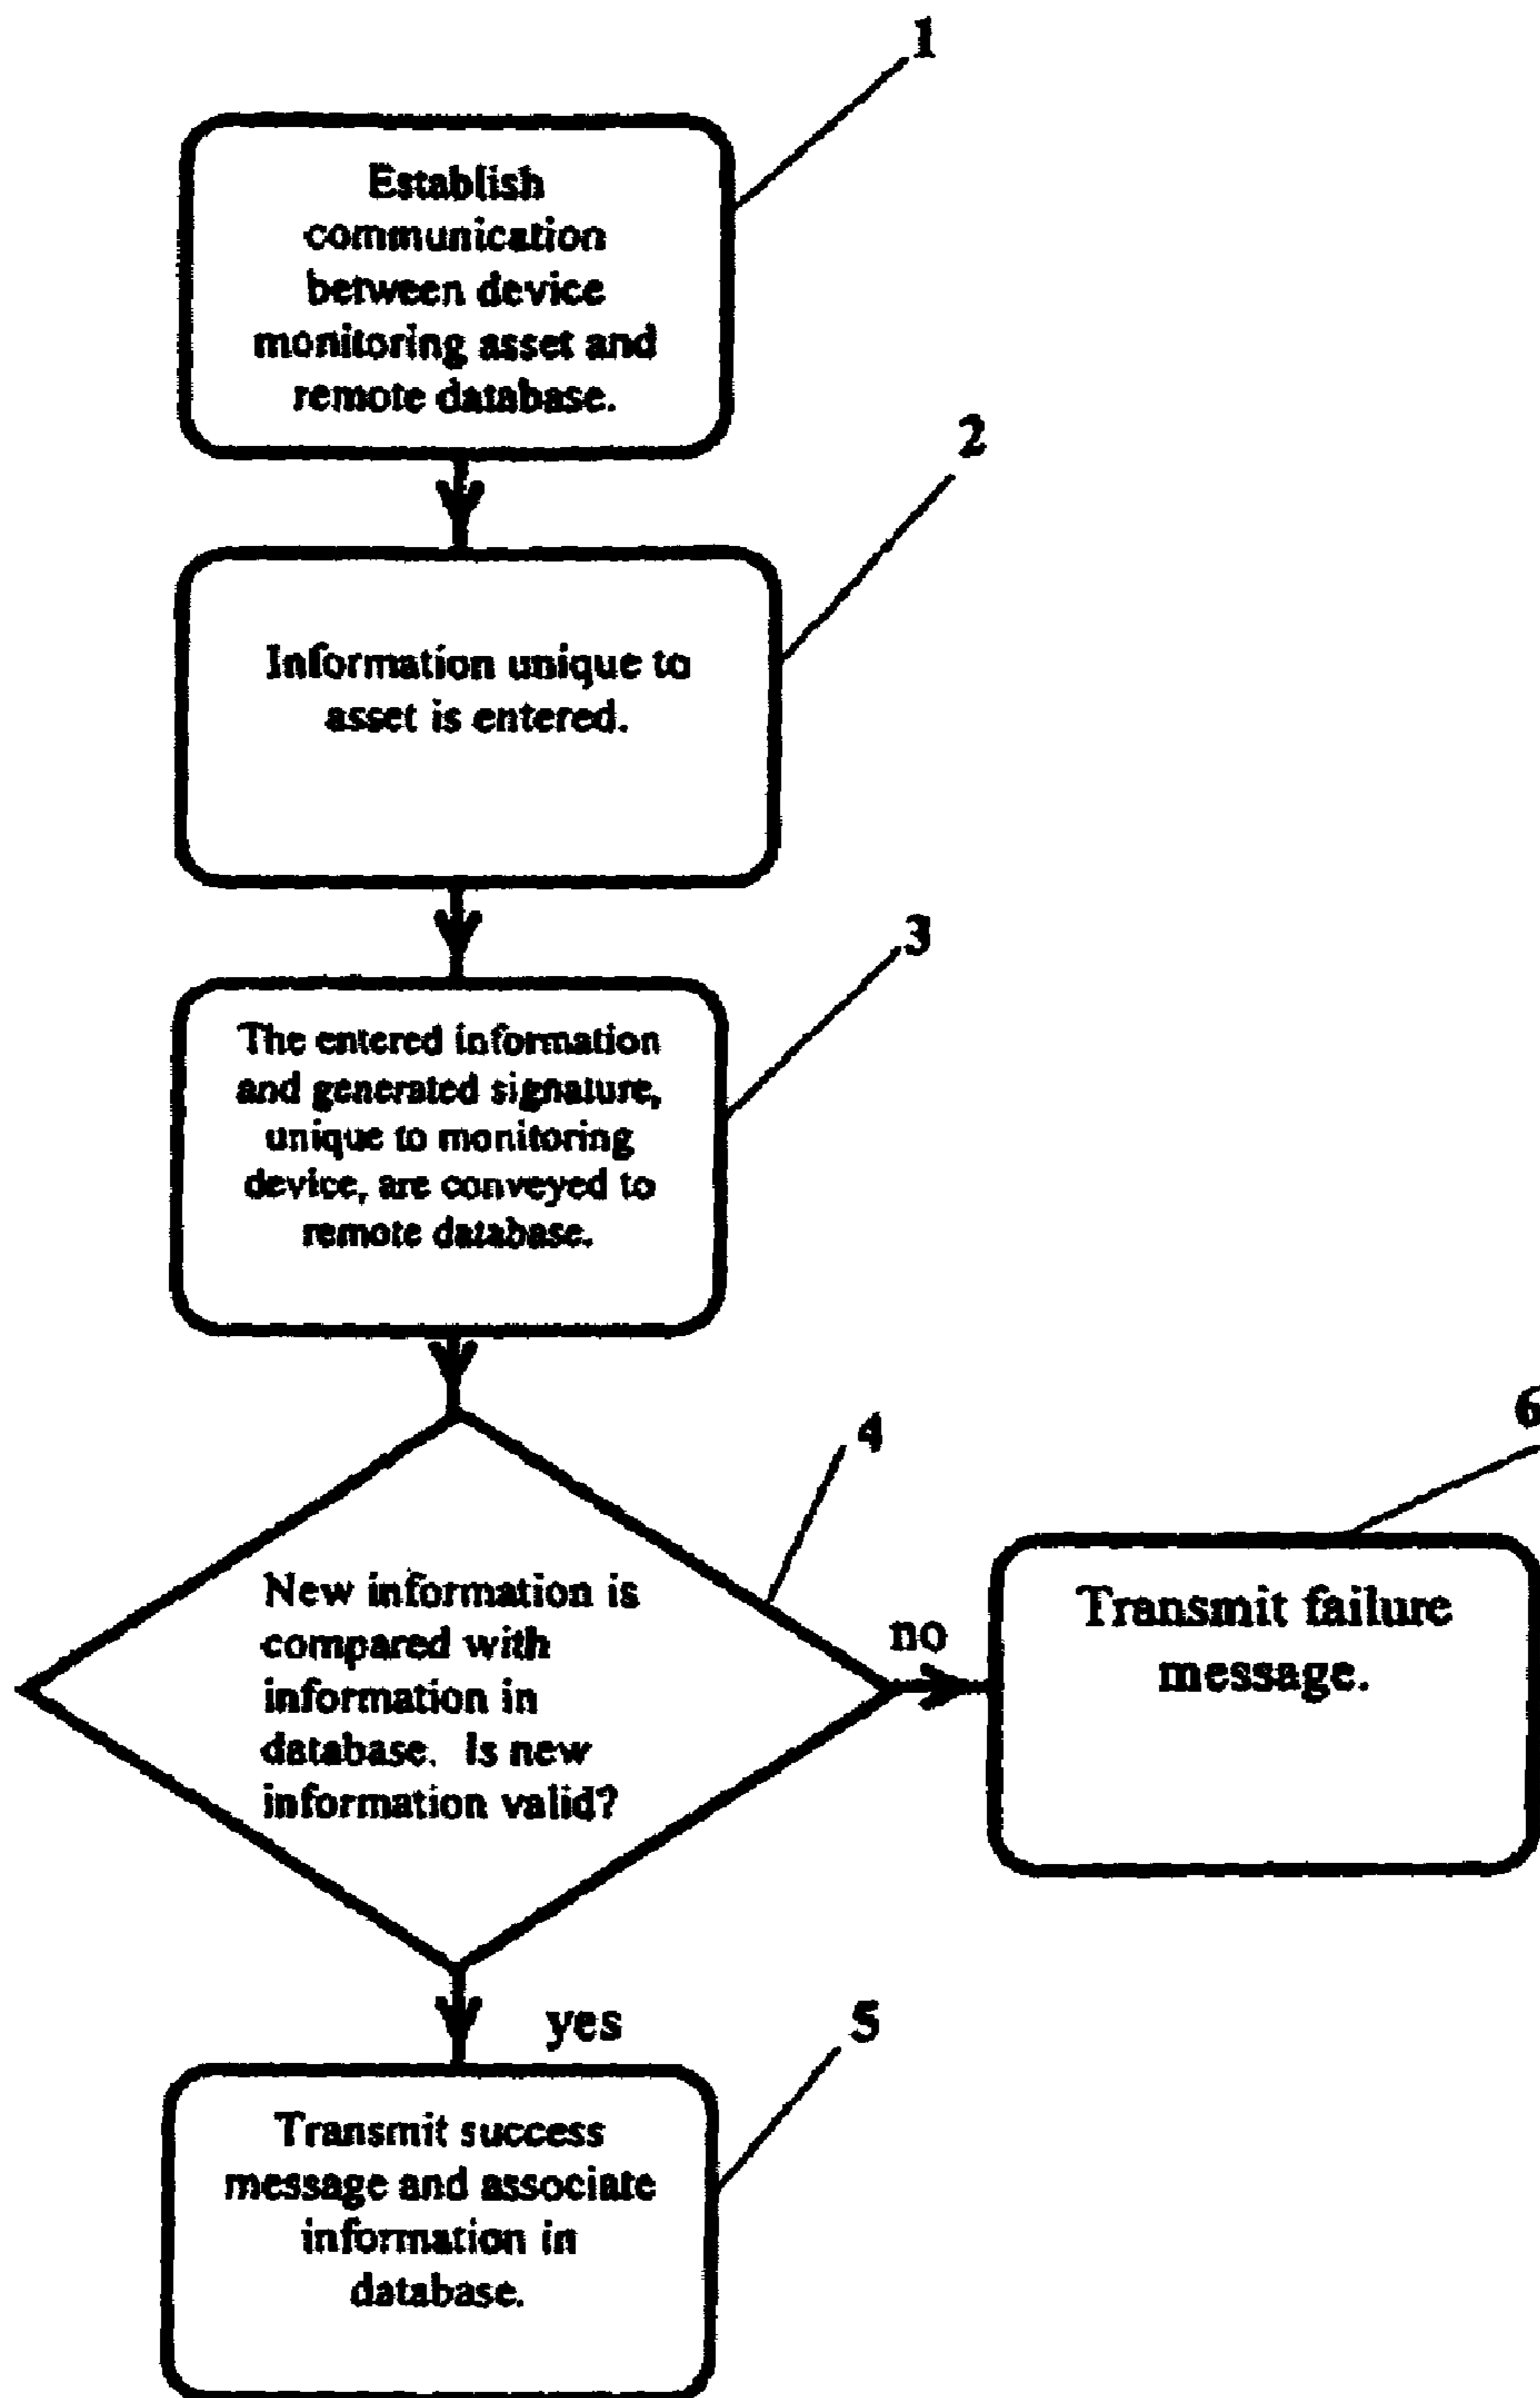 1
Establish
communication
between device
monitoring asset and
remote database.
2
Information unique to
asset is entered.
3
The entered information
and generated signature,
unique to monitoring
device, are conveyed to
remote database.
4
New information is
compared with
information in
database. Is new
information valid?
no
6
Transmit failure
message.
yes
5
Transmit success
message and associate
information in
database.